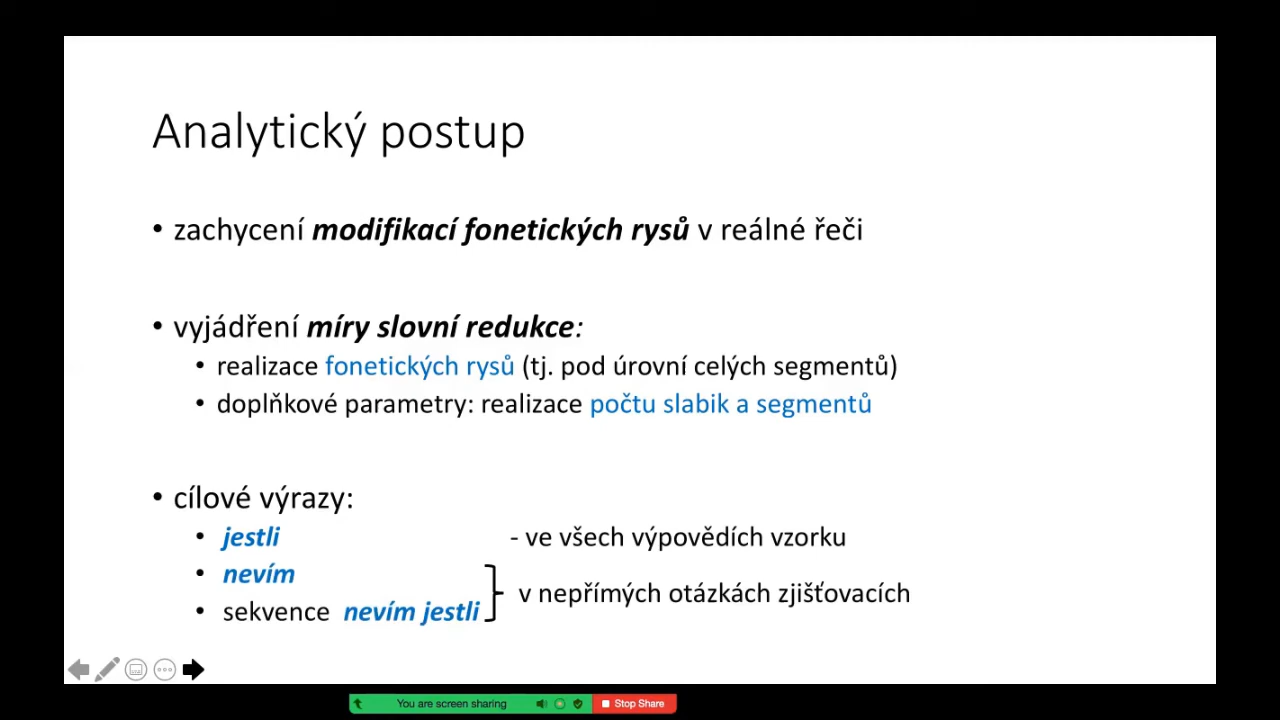 Analytický postup
• zachycení modifikací fonetických rysů v reálné řeči
• vyjádření míry slovní redukce:
• realizace fonetických rysů (tj. pod úrovní celých segmentů)
• doplňkové parametry: realizace počtu slabik a segmentů
• cílové výrazy:
• jestli - ve všech výpovědích vzorku
• nevím
v nepřímých otázkách zjišťovacích
• sekvence nevím jestli
You are screen sharing Stop Share